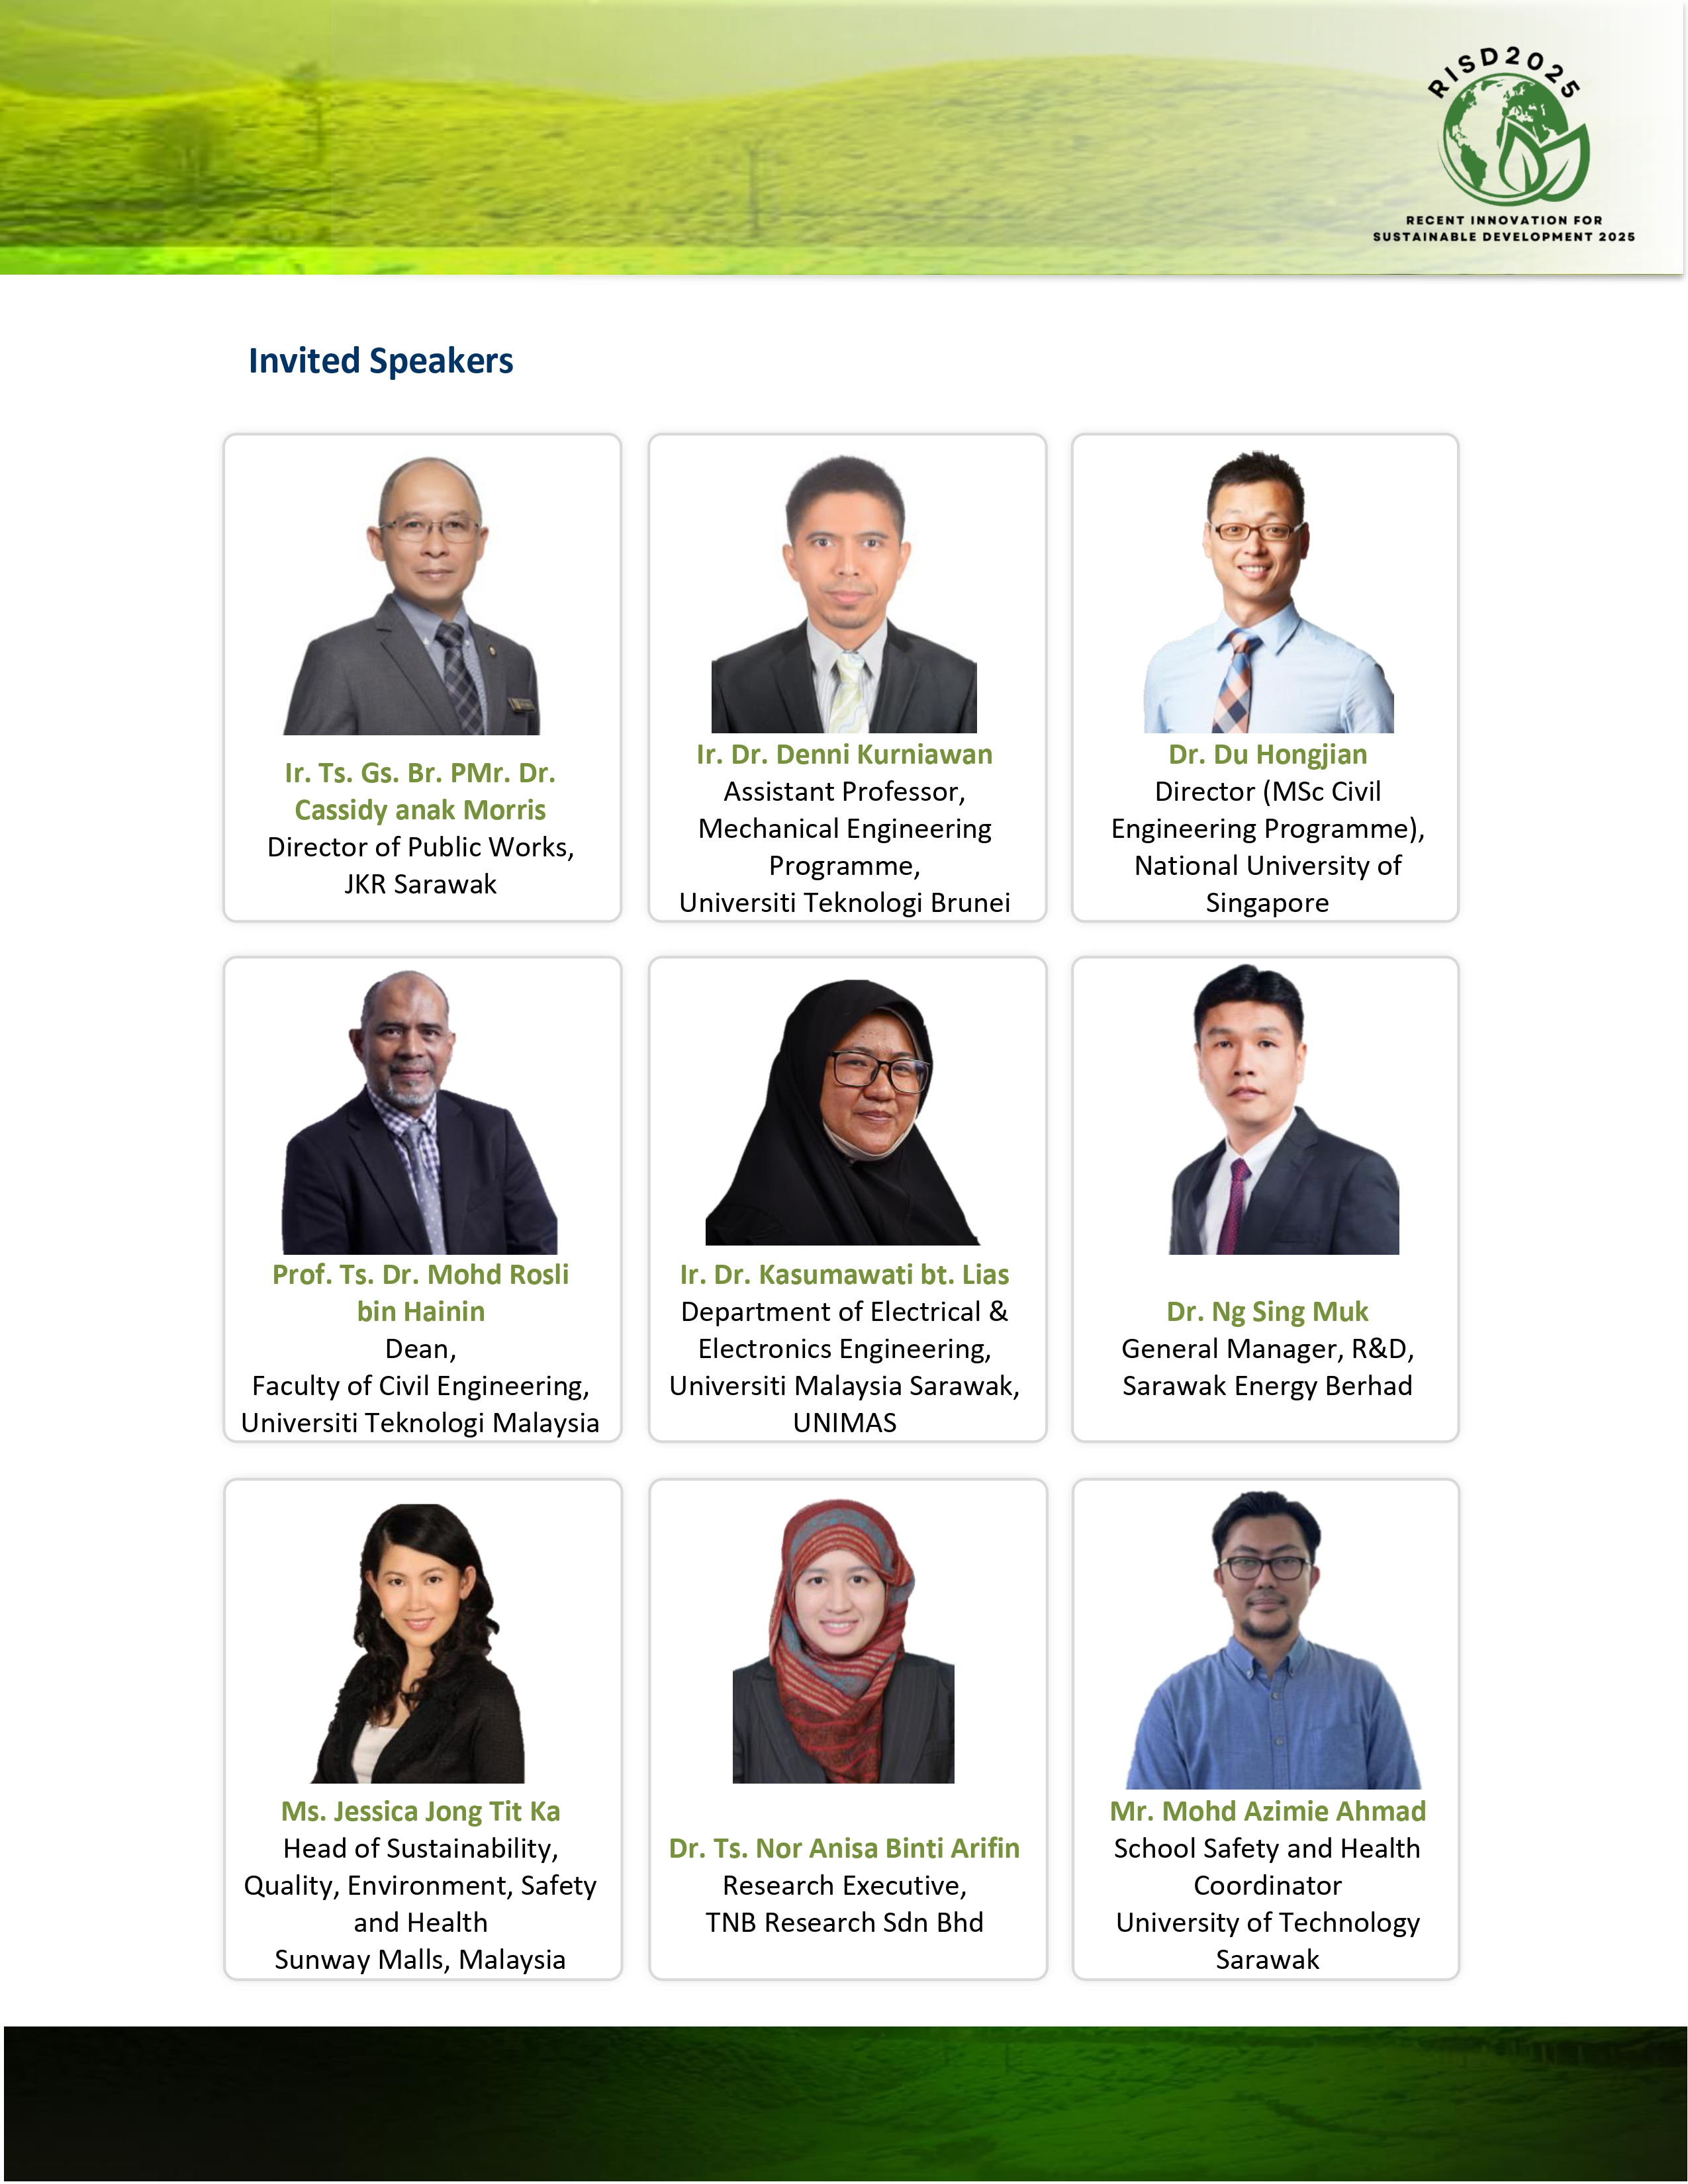 RISD2025
RECENT INNOVATION FOR
SUSTAINABLE DEVELOPMENT 2025
Invited Speakers
Ir. Ts. Gs. Br. PMr. Dr.
Cassidy anak Morris
Director of Public Works,
JKR Sarawak
Ir. Dr. Denni Kurniawan
Assistant Professor,
Mechanical Engineering
Programme,
Universiti Teknologi Brunei
Dr. Du Hongjian
Director (MSc Civil
Engineering Programme),
National University of
Singapore
Prof. Ts. Dr. Mohd Rosli
bin Hainin
Dean,
Faculty of Civil Engineering,
Universiti Teknologi Malaysia
Ir. Dr. Kasumawati bt. Lias
Department of Electrical &
Electronics Engineering,
Universiti Malaysia Sarawak,
UNIMAS
Dr. Ng Sing Muk
General Manager, R&D,
Sarawak Energy Berhad
Ms. Jessica Jong Tit Ka
Head of Sustainability,
Quality, Environment, Safety
and Health
Sunway Malls, Malaysia
Dr. Ts. Nor Anisa Binti Arifin
Research Executive,
TNB Research Sdn Bhd
Mr. Mohd Azimie Ahmad
School Safety and Health
Coordinator
University of Technology
Sarawak